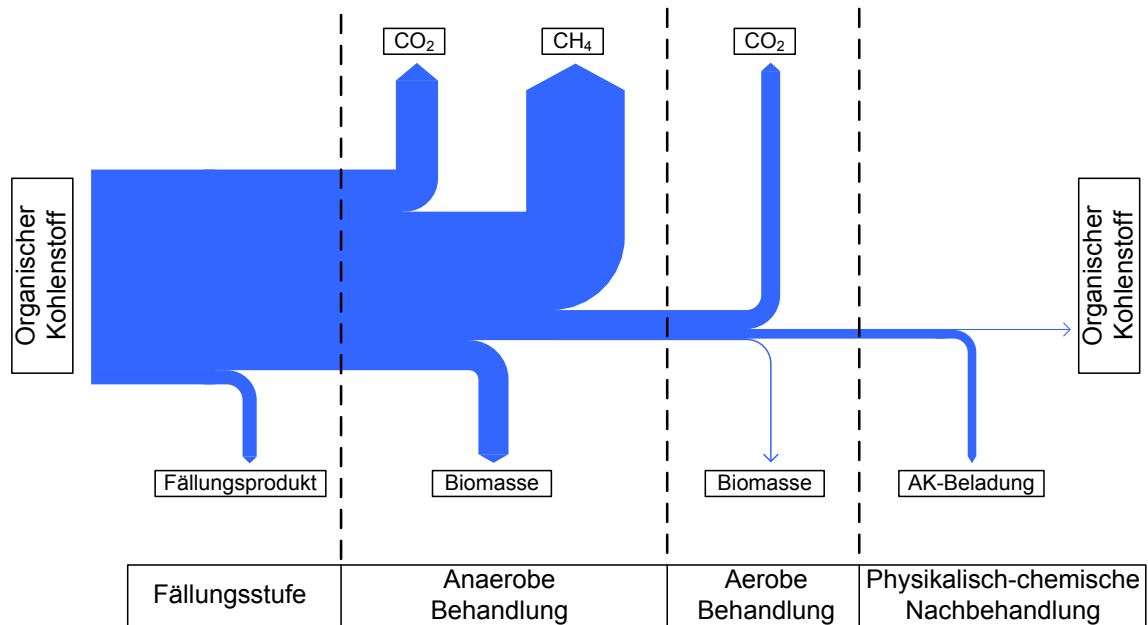 CO₂
CH₄
CO₂
Organischer
Kohlenstoff
Organischer
Kohlenstoff
Fällungsprodukt
Biomasse
Biomasse
AK-Beladung
Fällungsstufe
Anaerobe
Behandlung
Aerobe
Behandlung
Physikalisch-chemische
Nachbehandlung